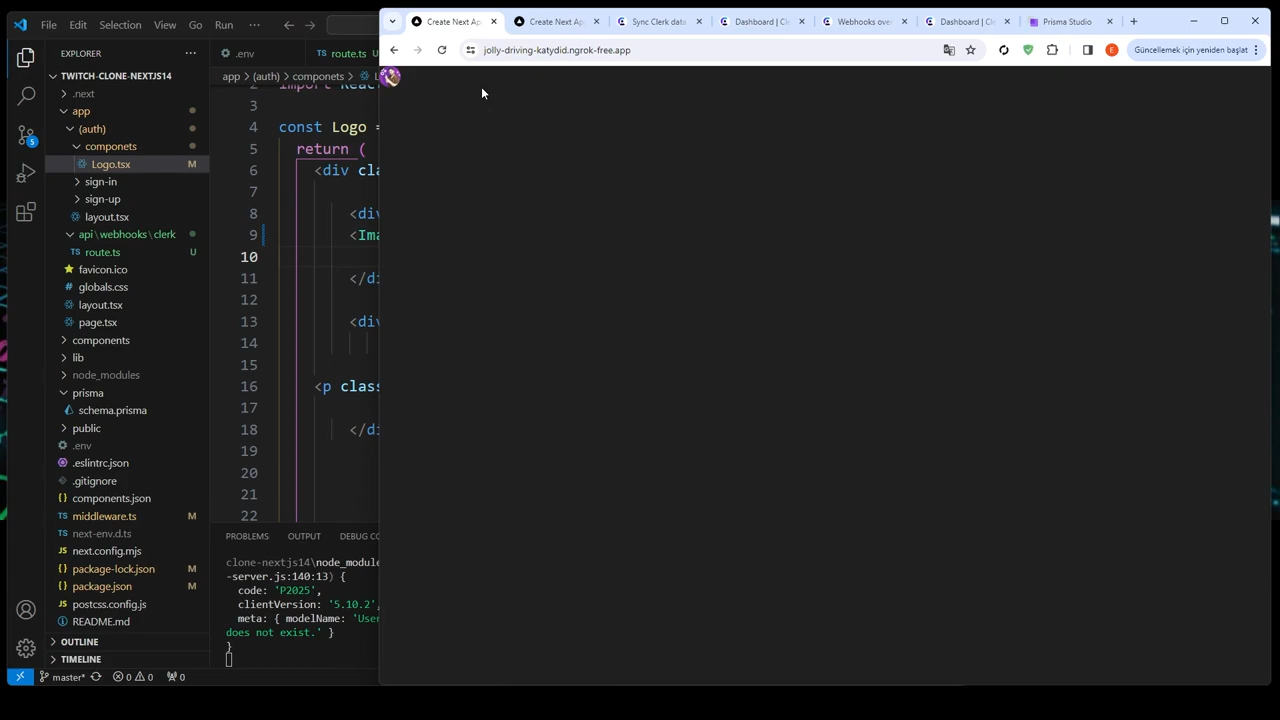 File Edit Selection View Go Run
EXPLORER
TWITCH-CLONE-NEXTJS14
.next
app
(auth)
componets
Logo.tsx M
sign-in
sign-up
layout.tsx
api\webhooks\clerk
route.ts U
favicon.ico
globals.css
layout.tsx
page.tsx
components
lib
node_modules
prisma
schema.prisma
public
.env
.eslintrc.json
.gitignore
components.json
middleware.ts M
next-env.d.ts
next.config.mjs
package-lock.json M
package.json M
postcss.config.js
README.md
OUTLINE
TIMELINE
master* 0 0 0
.env route.ts
app > (auth) > componets >
2
3
4 const Logo =
5 return (
6 <div cla
7
8 <div
9 <Ima
10
11 </di
12
13 <div
14
15
16 <p class
17
18 </di
19
20
21
22
PROBLEMS OUTPUT DEBUG CO
clone-nextjs14\node_module
-server.js:140:13) {
code: 'P2025',
clientVersion: '5.10.2',
meta: { modelName: 'User
does not exist.' }
}
Create Next Ap Create Next Ap Sync Clerk data Dashboard | Cle Webhooks over Dashboard | Cle Prisma Studio
jolly-driving-katydid.ngrok-free.app E Güncellemek için yeniden başlat